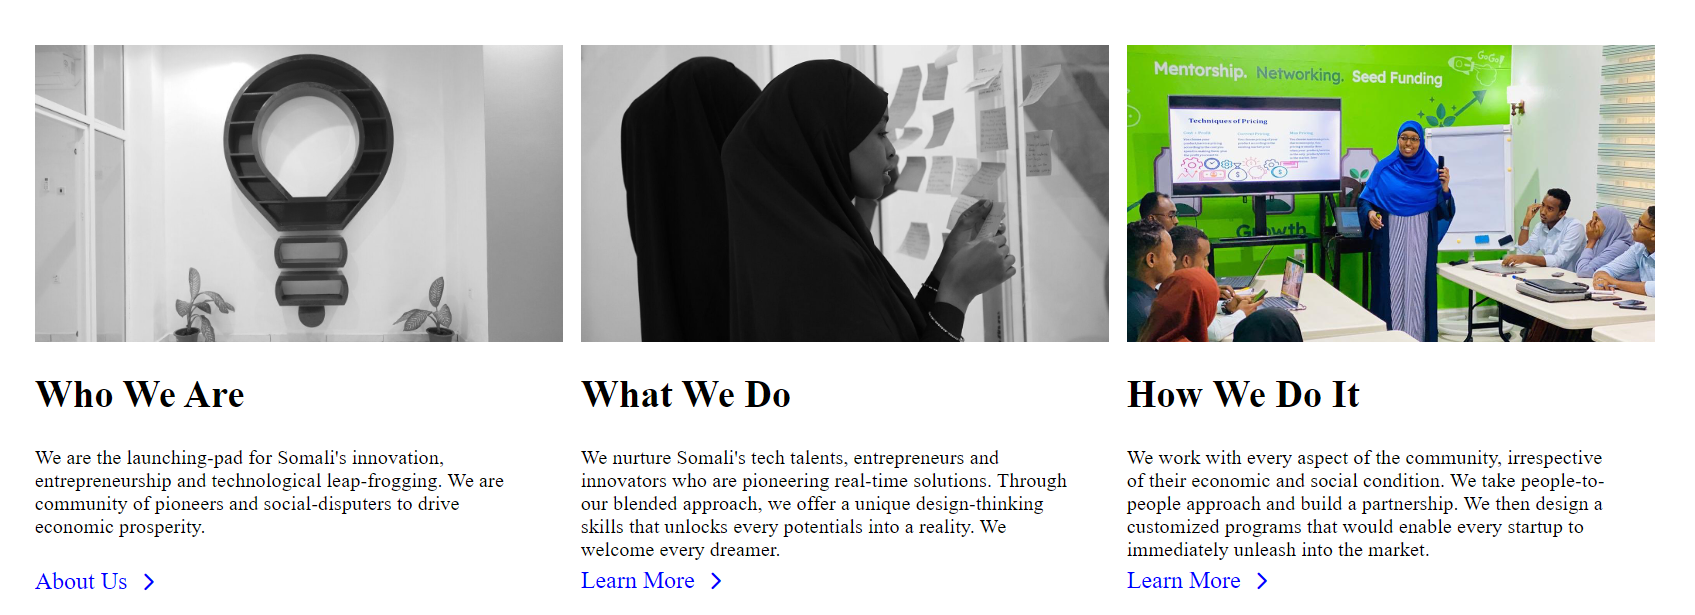 Mentorship. Networking. Seed Funding
GoGo!
Techniques of Pricing
Growth
Who We Are
We are the launching-pad for Somali's innovation,
entrepreneurship and technological leap-frogging. We are
community of pioneers and social-disputers to drive
economic prosperity.
About Us
What We Do
We nurture Somali's tech talents, entrepreneurs and
innovators who are pioneering real-time solutions. Through
our blended approach, we offer a unique design-thinking
skills that unlocks every potentials into a reality. We
welcome every dreamer.
Learn More
How We Do It
We work with every aspect of the community, irrespective
of their economic and social condition. We take people-to-
people approach and build a partnership. We then design a
customized programs that would enable every startup to
immediately unleash into the market.
Learn More